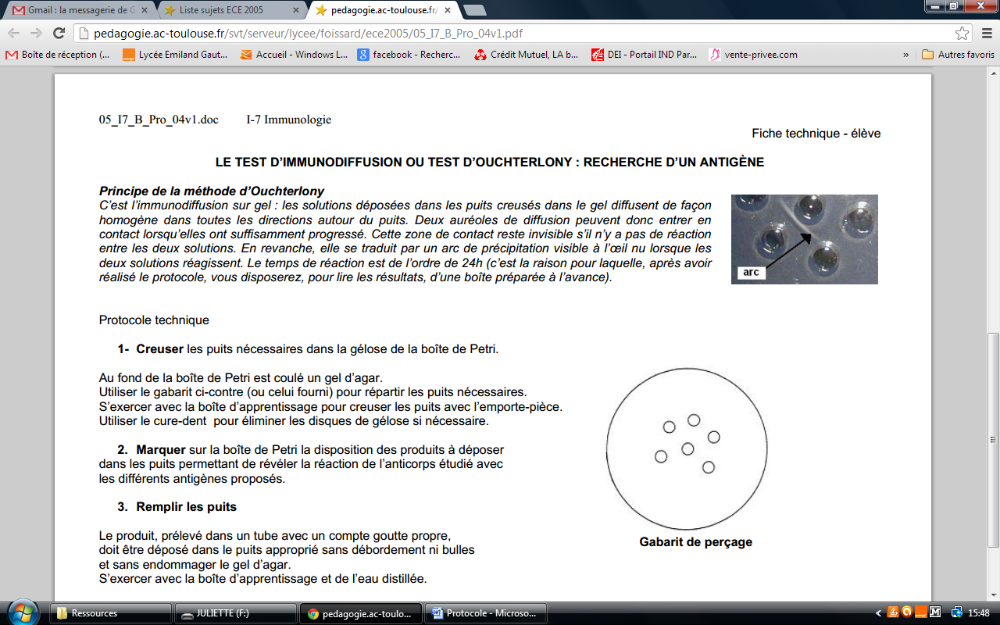 Gmail : la messagerie de G
Liste sujets ECE 2005
pedagogie.ac-toulouse.fr/
pedagogie.ac-toulouse.fr/svt/serveur/lycee/foissard/ece2005/05_I7_B_Pro_04v1.pdf
Boîte de réception (...
Lycée Emiland Gaut...
Accueil - Windows L...
facebook - Recherc...
Crédit Mutuel, LA b...
DEI - Portail IND Par...
vente-privee.com
»
Autres favoris
05_I7_B_Pro_04v1.doc I-7 Immunologie
Fiche technique - élève
LE TEST D’IMMUNODIFFUSION OU TEST D’OUCHTERLONY : RECHERCHE D’UN ANTIGÈNE
Principe de la méthode d’Ouchterlony
C’est l’immunodiffusion sur gel : les solutions déposées dans les puits creusés dans le gel diffusent de façon
homogène dans toutes les directions autour du puits. Deux auréoles de diffusion peuvent donc entrer en
contact lorsqu’elles ont suffisamment progressé. Cette zone de contact reste invisible s’il n’y a pas de réaction
entre les deux solutions. En revanche, elle se traduit par un arc de précipitation visible à l’œil nu lorsque les
deux solutions réagissent. Le temps de réaction est de l’ordre de 24h (c’est la raison pour laquelle, après avoir
réalisé le protocole, vous disposerez, pour lire les résultats, d’une boîte préparée à l’avance).
arc
Protocole technique
1- Creuser les puits nécessaires dans la gélose de la boîte de Petri.
Au fond de la boîte de Petri est coulé un gel d’agar.
Utiliser le gabarit ci-contre (ou celui fourni) pour répartir les puits nécessaires.
S’exercer avec la boîte d’apprentissage pour creuser les puits avec l’emporte-pièce.
Utiliser le cure-dent pour éliminer les disques de gélose si nécessaire.
2. Marquer sur la boîte de Petri la disposition des produits à déposer
dans les puits permettant de révéler la réaction de l’anticorps étudié avec
les différents antigènes proposés.
3. Remplir les puits
Le produit, prélevé dans un tube avec un compte goutte propre,
doit être déposé dans le puits approprié sans débordement ni bulles
et sans endommager le gel d’agar.
S’exercer avec la boîte d’apprentissage et de l’eau distillée.
Gabarit de perçage
Ressources
JULIETTE (F:)
pedagogie.ac-toulo...
Protocole - Microso...
15:48